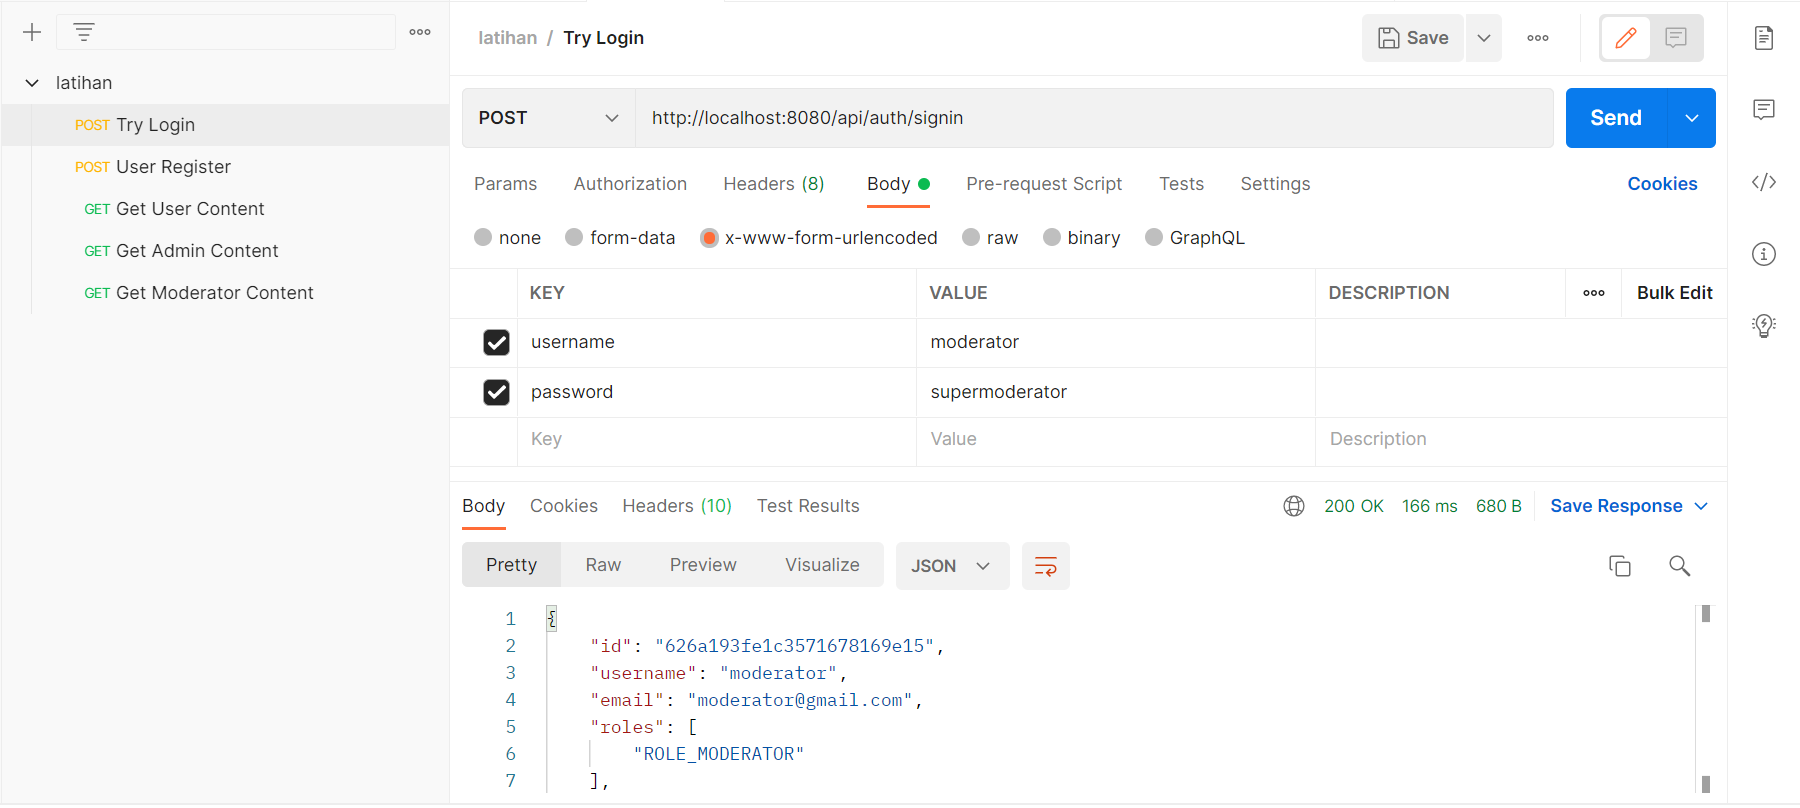 latihan / Try Login
Save
latihan
POST Try Login
POST User Register
GET Get User Content
GET Get Admin Content
GET Get Moderator Content
POST
http://localhost:8080/api/auth/signin
Send
Params Authorization Headers (8) Body Pre-request Script Tests Settings
Cookies
none form-data x-www-form-urlencoded raw binary GraphQL
KEY VALUE DESCRIPTION Bulk Edit
username moderator
password supermoderator
Key Value Description
Body Cookies Headers (10) Test Results
200 OK 166 ms 680 B Save Response
Pretty Raw Preview Visualize JSON
1 {
2 "id": "626a193fe1c3571678169e15",
3 "username": "moderator",
4 "email": "moderator@gmail.com",
5 "roles": [
6 "ROLE_MODERATOR"
7 ],